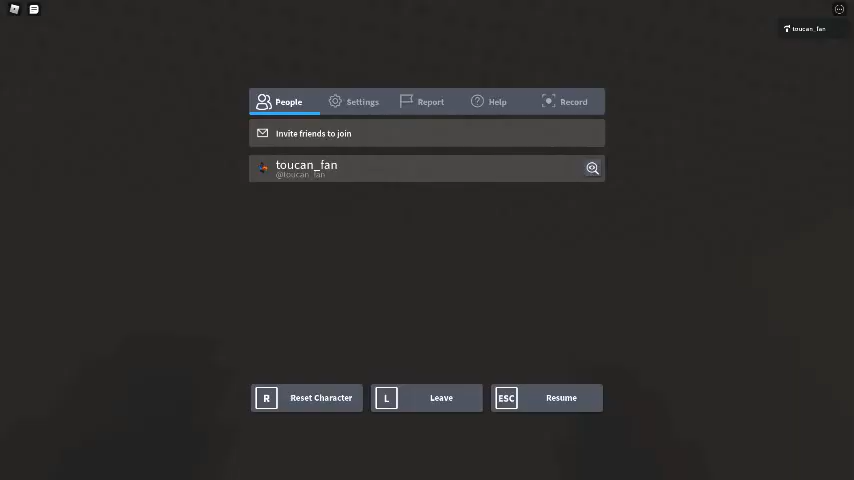 toucan_fan
People
Settings
Report
Help
Record
Invite friends to join
toucan_fan
@toucan_fan
R Reset Character
L Leave
ESC Resume